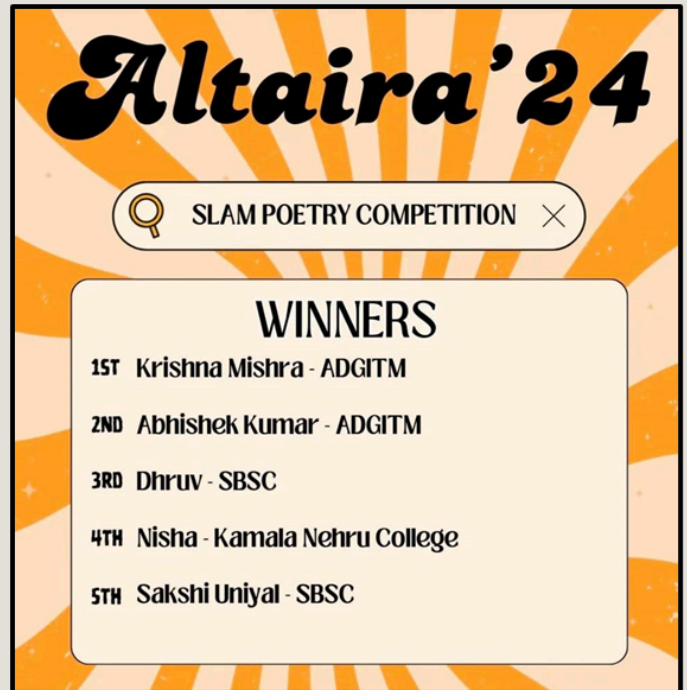 Altaira'24
SLAM POETRY COMPETITION
WINNERS
1ST Krishna Mishra - ADGITM
2ND Abhishek Kumar - ADGITM
3RD Dhruv - SBSC
4TH Nisha - Kamala Nehru College
5TH Sakshi Uniyal - SBSC